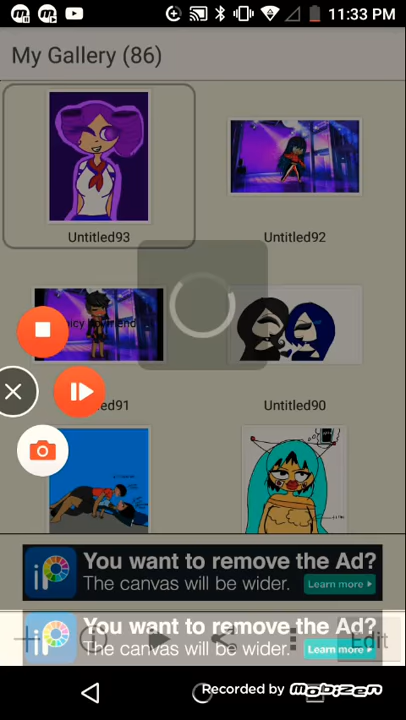 11:33 PM
My Gallery (86)
Untitled93
Untitled92
Untitled90
You want to remove the Ad?
The canvas will be wider.
Learn more
You want to remove the Ad?
The canvas will be wider.
Learn more
Edit
Recorded by mobizen